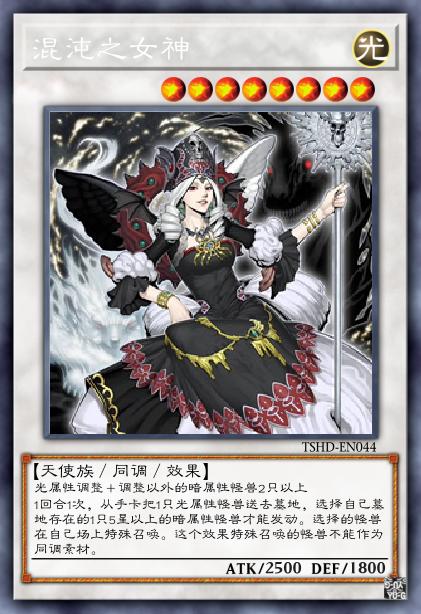 混沌之女神
光
TSHD-EN044
【天使族／同调／效果】
光属性调整＋调整以外的暗属性怪兽2只以上
1回合1次，从手卡把1只光属性怪兽送去墓地，选择自己墓
地存在的1只5星以上的暗属性怪兽才能发动。选择的怪兽
在自己场上特殊召唤。这个效果特殊召唤的怪兽不能作为
同调素材。
ATK/2500 DEF/1800